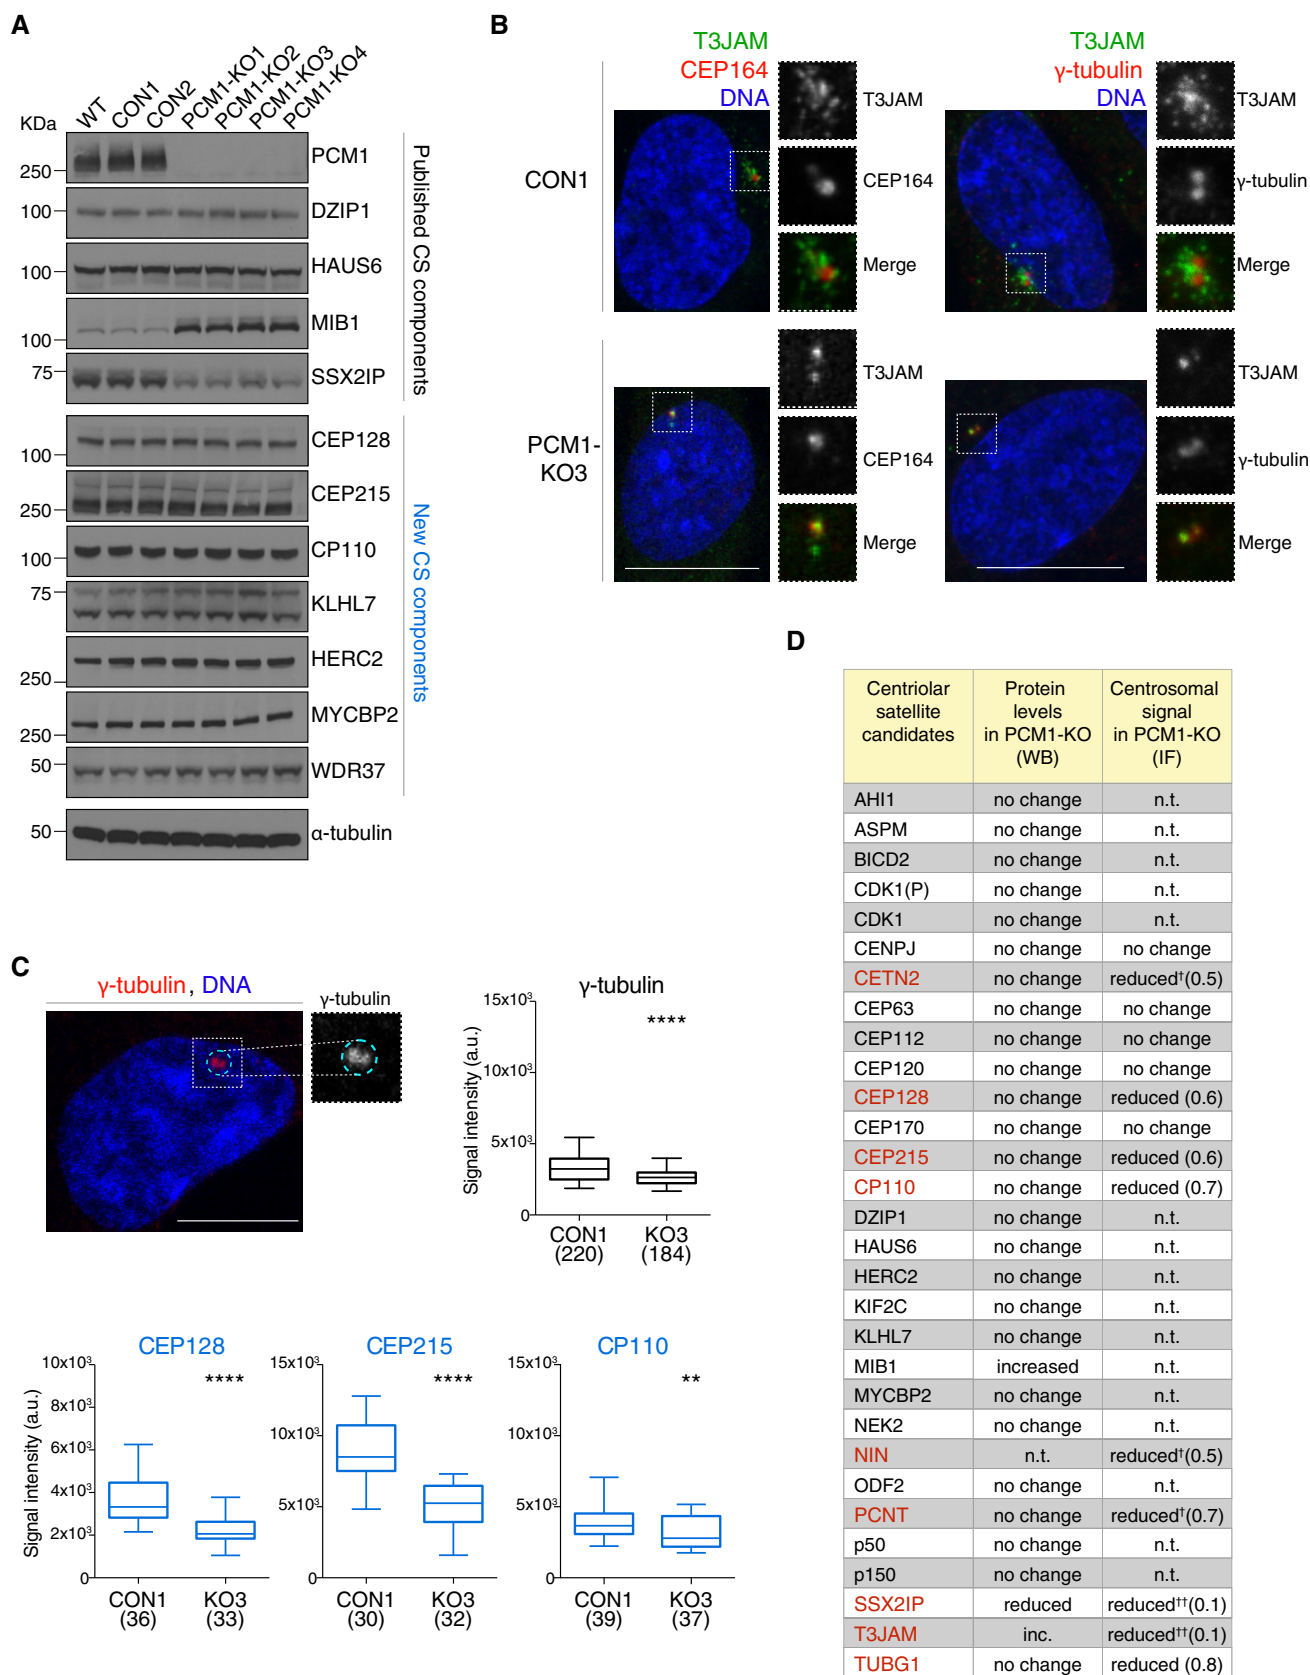 A
KDa
WT
CON1
CON2
PCM1-KO1
PCM1-KO2
PCM1-KO3
PCM1-KO4
250
PCM1
100
DZIP1
100
HAUS6
100
MIB1
75
SSX2IP
Published CS components
100
CEP128
250
CEP215
100
CP110
75
KLHL7
250
HERC2
250
MYCBP2
50
WDR37
New CS components
50
α-tubulin
B
T3JAM
CEP164
DNA
T3JAM
γ-tubulin
DNA
CON1
T3JAM
CEP164
Merge
T3JAM
γ-tubulin
Merge
PCM1-
KO3
T3JAM
CEP164
Merge
T3JAM
γ-tubulin
Merge
C
γ-tubulin, DNA
γ-tubulin
γ-tubulin
Signal intensity (a.u.)
15x10³
10x10³
5x10³
0
****
CON1
(220)
KO3
(184)
CEP128
Signal intensity (a.u.)
10x10³
8x10³
6x10³
4x10³
2x10³
0
****
CON1
(36)
KO3
(33)
CEP215
15x10³
10x10³
5x10³
0
****
CON1
(30)
KO3
(32)
CP110
15x10³
10x10³
5x10³
0
**
CON1
(39)
KO3
(37)
D
Centriolar satellite candidates | Protein levels in PCM1-KO (WB) | Centrosomal signal in PCM1-KO (IF)
AHI1 no change n.t.
ASPM no change n.t.
BICD2 no change n.t.
CDK1(P) no change n.t.
CDK1 no change n.t.
CENPJ no change no change
CETN2 no change reduced†(0.5)
CEP63 no change no change
CEP112 no change no change
CEP120 no change no change
CEP128 no change reduced (0.6)
CEP170 no change no change
CEP215 no change reduced (0.6)
CP110 no change reduced (0.7)
DZIP1 no change n.t.
HAUS6 no change n.t.
HERC2 no change n.t.
KIF2C no change n.t.
KLHL7 no change n.t.
MIB1 increased n.t.
MYCBP2 no change n.t.
NEK2 no change n.t.
NIN n.t. reduced†(0.5)
ODF2 no change n.t.
PCNT no change reduced†(0.7)
p50 no change n.t.
p150 no change n.t.
SSX2IP reduced reduced††(0.1)
T3JAM inc. reduced††(0.1)
TUBG1 no change reduced (0.8)